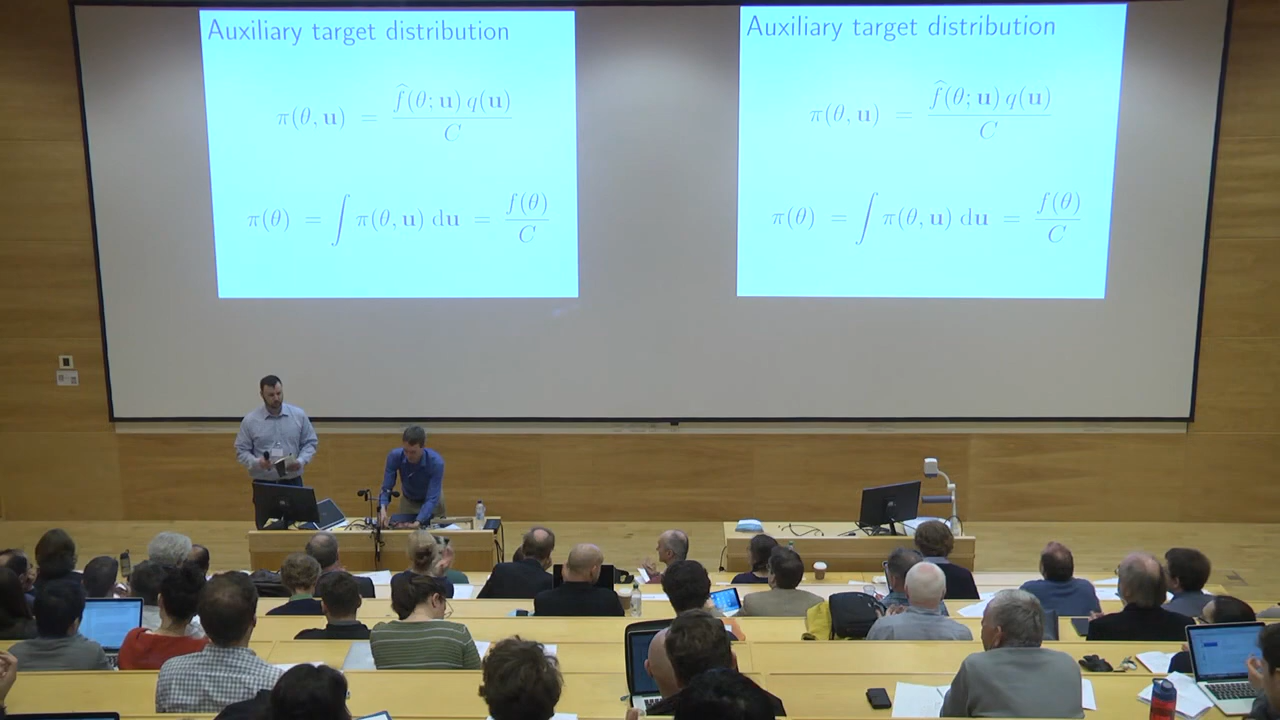 Auxiliary target distribution
π(θ, u) = f̂(θ; u) q(u) / C
π(θ) = ∫ π(θ, u) du = f(θ) / C
Auxiliary target distribution
π(θ, u) = f̂(θ; u) q(u) / C
π(θ) = ∫ π(θ, u) du = f(θ) / C